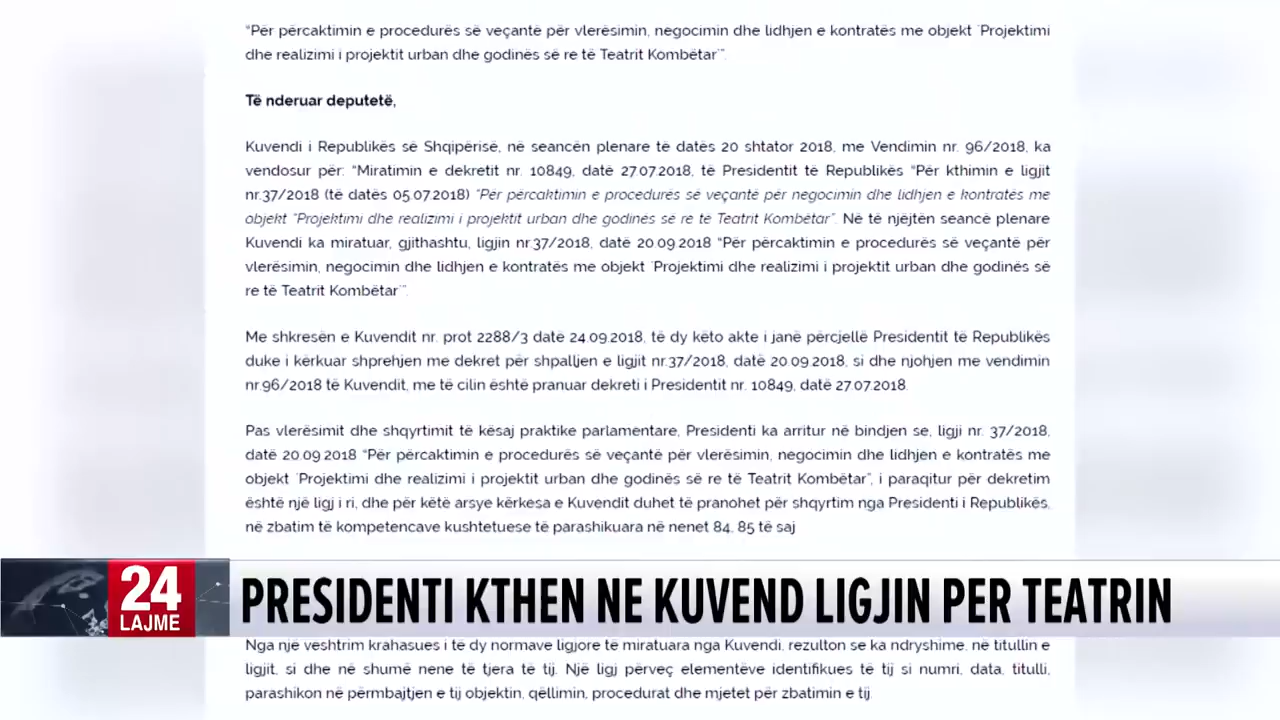 “Për përcaktimin e procedurës së veçantë për vlerësimin, negocimin dhe lidhjen e kontratës me objekt ‘Projektimi
dhe realizimi i projektit urban dhe godinës së re të Teatrit Kombëtar’”.
Të nderuar deputetë,
Kuvendi i Republikës së Shqipërisë, në seancën plenare të datës 20 shtator 2018, me Vendimin nr. 96/2018, ka
vendosur për: “Miratimin e dekretit nr. 10849, datë 27.07.2018, të Presidentit të Republikës “Për kthimin e ligjit
nr.37/2018 (të datës 05.07.2018) “Për përcaktimin e procedurës së veçantë për negocimin dhe lidhjen e kontratës me
objekt “Projektimi dhe realizimi i projektit urban dhe godinës së re të Teatrit Kombëtar”. Në të njëjtën seancë plenare
Kuvendi ka miratuar, gjithashtu, ligjin nr.37/2018, datë 20.09.2018 “Për përcaktimin e procedurës së veçantë për
vlerësimin, negocimin dhe lidhjen e kontratës me objekt ‘Projektimi dhe realizimi i projektit urban dhe godinës së
re të Teatrit Kombëtar’”.
Me shkresën e Kuvendit nr. prot 2288/3 datë 24.09.2018, të dy këto akte i janë përcjellë Presidentit të Republikës
duke i kërkuar shprehjen me dekret për shpalljen e ligjit nr.37/2018, datë 20.09.2018, si dhe njohjen me vendimin
nr.96/2018 të Kuvendit, me të cilin është pranuar dekreti i Presidentit nr. 10849, datë 27.07.2018.
Pas vlerësimit dhe shqyrtimit të kësaj praktike parlamentare, Presidenti ka arritur në bindjen se, ligji nr. 37/2018,
datë 20.09.2018 “Për përcaktimin e procedurës së veçantë për vlerësimin, negocimin dhe lidhjen e kontratës me
objekt ‘Projektimi dhe realizimi i projektit urban dhe godinës së re të Teatrit Kombëtar”, i paraqitur për dekretim
është një ligj i ri, dhe për këtë arsye kërkesa e Kuvendit duhet të pranohet për shqyrtim nga Presidenti i Republikës,
në zbatim të kompetencave kushtetuese të parashikuara në nenet 84, 85 të saj
24
LAJME
PRESIDENTI KTHEN NE KUVEND LIGJIN PER TEATRIN
Nga një vështrim krahasues i të dy normave ligjore të miratuara nga Kuvendi, rezulton se ka ndryshime, në titullin e
ligjit, si dhe në shumë nene të tjera të tij. Një ligj përveç elementëve identifikues të tij si numri, data, titulli,
parashikon në përmbajtjen e tij objektin, qëllimin, procedurat dhe mjetet për zbatimin e tij.